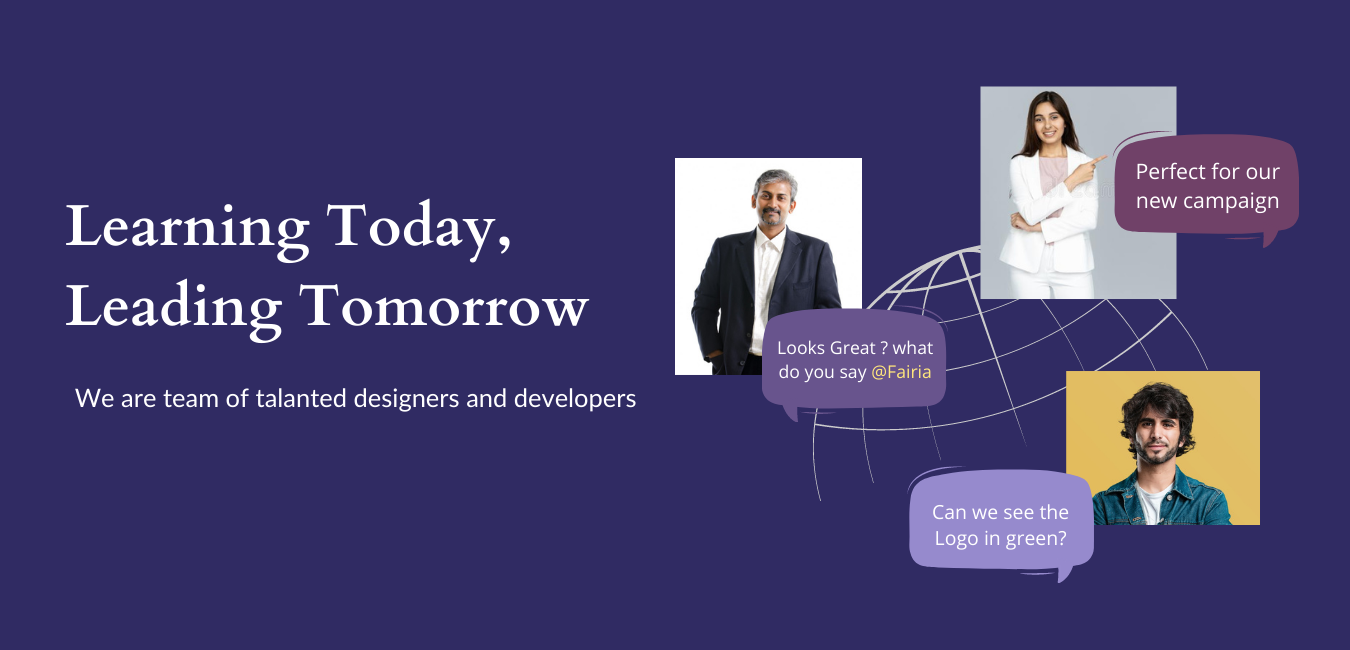 Learning Today,
Leading Tomorrow
We are team of talanted designers and developers
Perfect for our
new campaign
Looks Great ? what
do you say @Fairia
Can we see the
Logo in green?